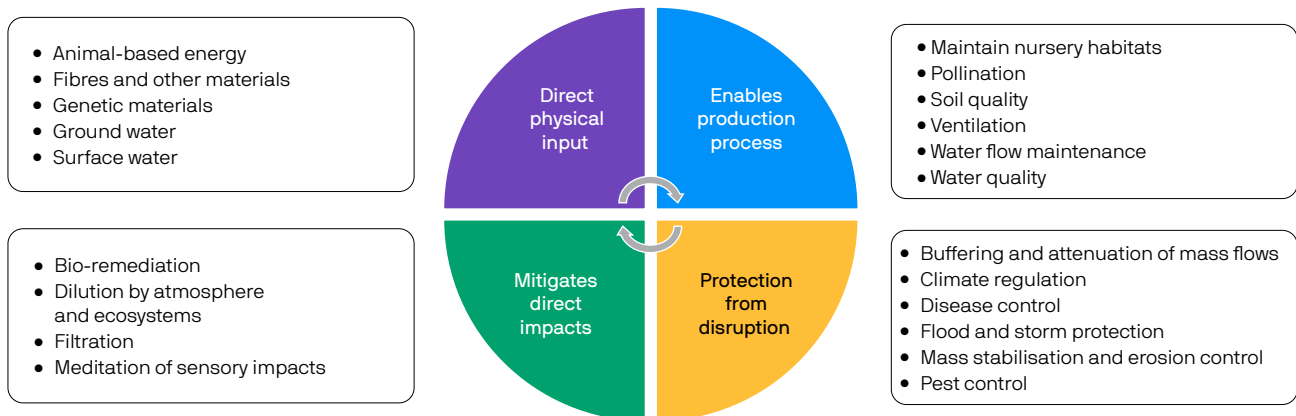 • Animal-based energy
• Fibres and other materials
• Genetic materials
• Ground water
• Surface water
Direct
physical
input
Enables
production
process
• Maintain nursery habitats
• Pollination
• Soil quality
• Ventilation
• Water flow maintenance
• Water quality
• Bio-remediation
• Dilution by atmosphere
and ecosystems
• Filtration
• Meditation of sensory impacts
Mitigates
direct
impacts
Protection
from
disruption
• Buffering and attenuation of mass flows
• Climate regulation
• Disease control
• Flood and storm protection
• Mass stabilisation and erosion control
• Pest control